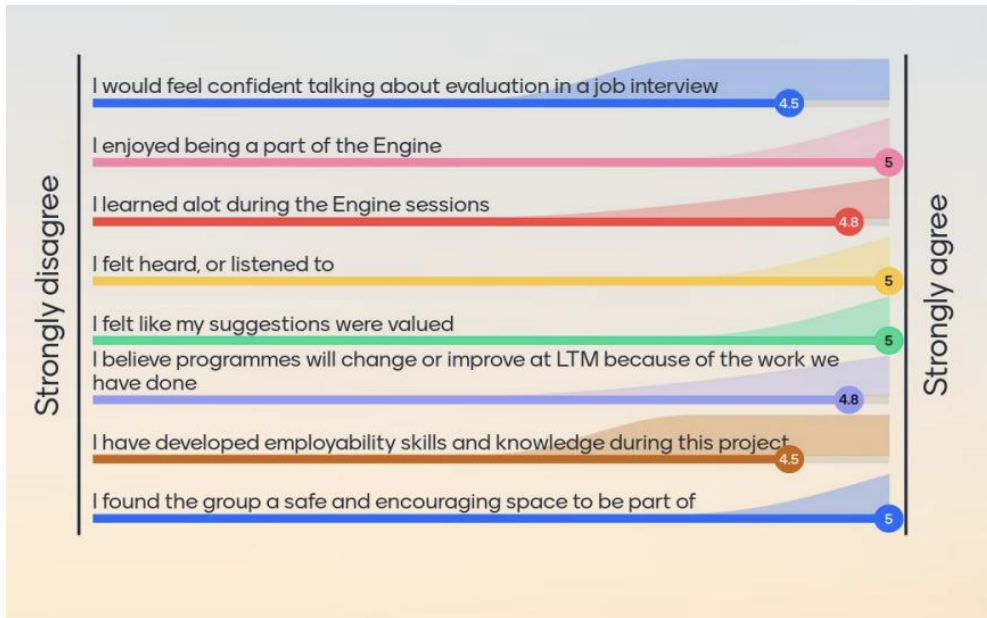 Strongly disagree
I would feel confident talking about evaluation in a job interview
4.5
I enjoyed being a part of the Engine
5
I learned alot during the Engine sessions
4.8
I felt heard, or listened to
5
I felt like my suggestions were valued
5
I believe programmes will change or improve at LTM because of the work we
have done
4.8
I have developed employability skills and knowledge during this project
4.5
I found the group a safe and encouraging space to be part of
5
Strongly agree